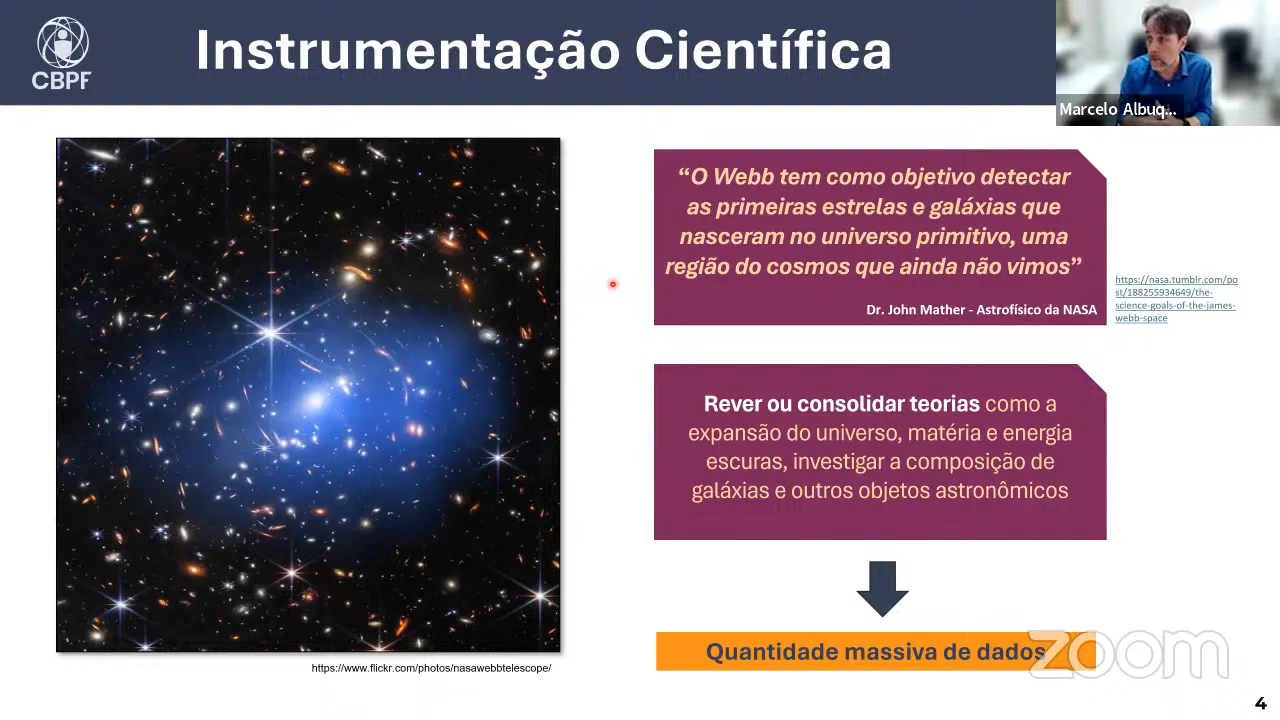 CBPF
Instrumentação Científica
Marcelo Albuq...
“O Webb tem como objetivo detectar
as primeiras estrelas e galáxias que
nasceram no universo primitivo, uma
região do cosmos que ainda não vimos”
Dr. John Mather - Astrofísico da NASA
https://nasa.tumblr.com/po
st/188255934649/the-
science-goals-of-the-james-
webb-space
Rever ou consolidar teorias como a
expansão do universo, matéria e energia
escuras, investigar a composição de
galáxias e outros objetos astronômicos
Quantidade massiva de dados
zoom
https://www.flickr.com/photos/nasawebbtelescope/
4